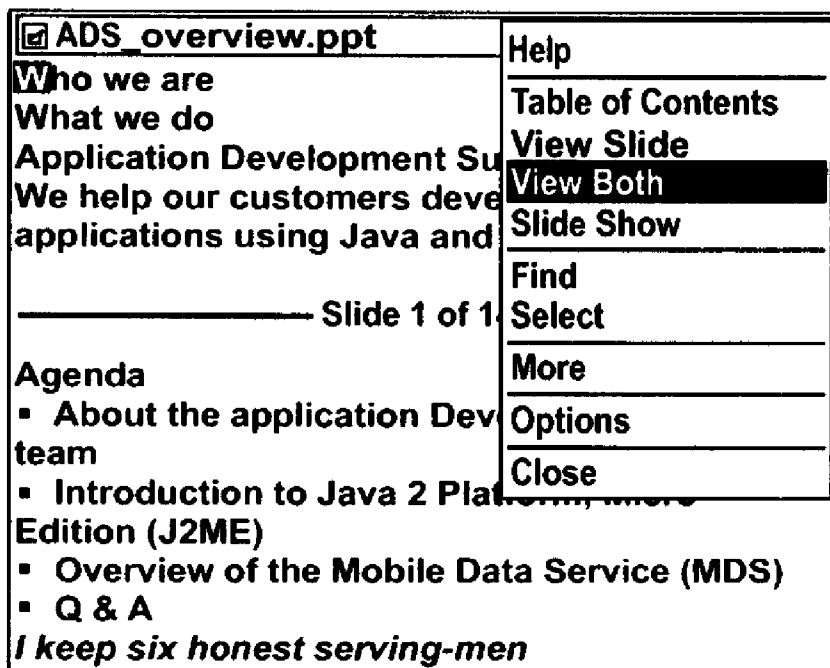 ADS_overview.ppt
Who we are
What we do
Application Development Su
We help our customers deve
applications using Java and
Slide 1 of 1
Agenda
▪ About the application Dev
team
▪ Introduction to Java 2 Platform, Micro
Edition (J2ME)
▪ Overview of the Mobile Data Service (MDS)
▪ Q & A
I keep six honest serving-men
Help
Table of Contents
View Slide
View Both
Slide Show
Find
Select
More
Options
Close